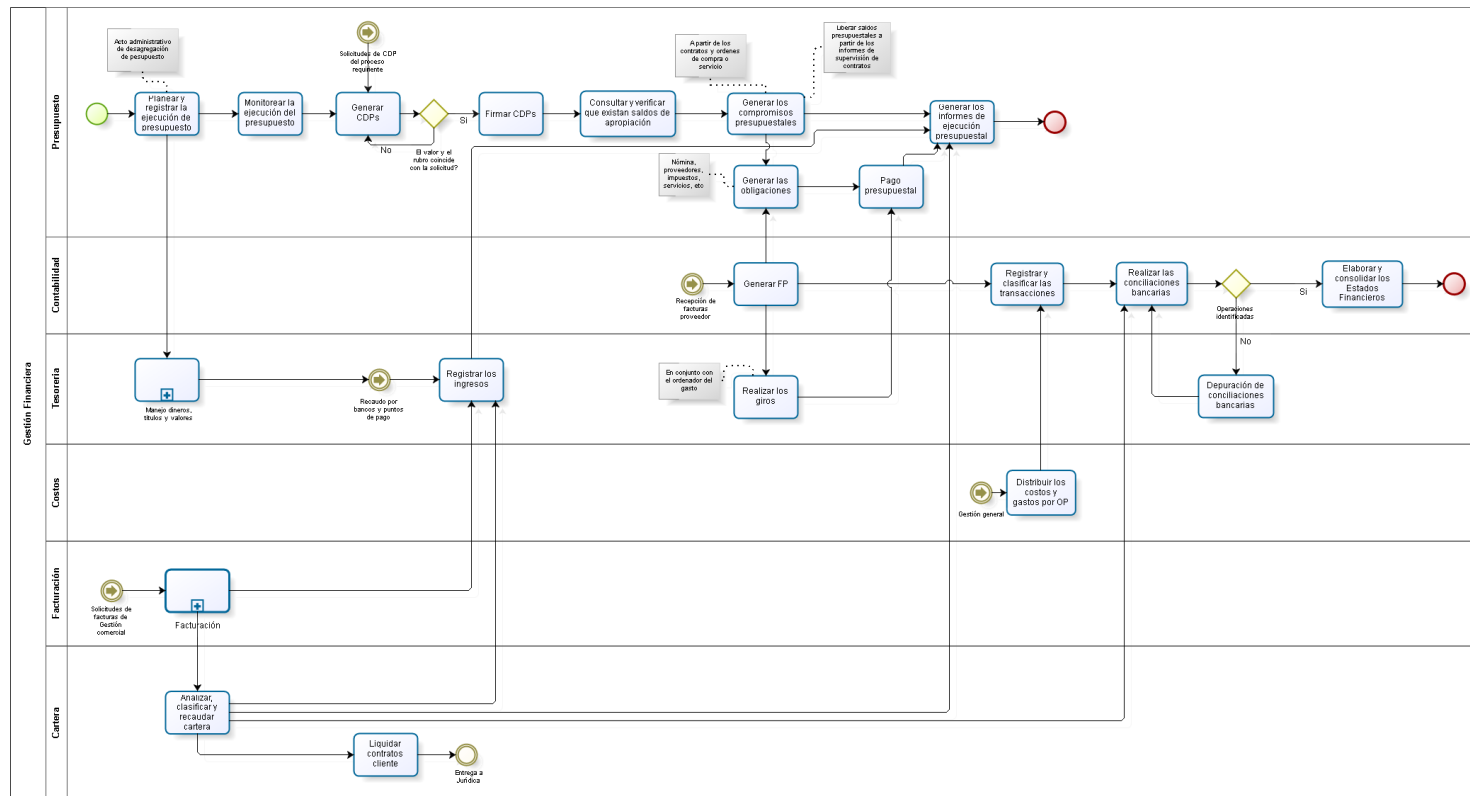 Gestión Financiera
Presupuesto
Acto administrativo
de desagregación
de pesupuesto
Planear y
registrar la
ejecución de
presupuesto
Monitorear la
ejecución del
presupuesto
Solicitudes de CDP
del proceso
requiriente
Generar
CDPs
Si
No
El valor y el
rubro coincide
con la solicitud?
Firmar CDPs
Consultar y verificar
que existan saldos de
apropiación
A partir de los
contratos y ordenes
de compra o
servicio
Generar los
compromisos
presupuestales
Liberar saldos
presupuestales a
partir de los
informes de
supervisión de
contratos
Generar los
informes de
ejecución
presupuestal
Nómina,
proveedores,
impuestos,
servicios, etc
Generar las
obligaciones
Pago
presupuestal
Contabilidad
Recepción de
facturas
proveedor
Generar FP
Registrar y
clasificar las
transacciones
Realizar las
conciliaciones
bancarias
Operaciones
identificadas
Si
No
Elaborar y
consolidar los
Estados
Financieros
Tesorería
Manejo dineros,
titulos y valores
Recaudo por
bancos y puntos
de pago
Registrar los
ingresos
En conjunto con
el ordenador del
gasto
Realizar los
giros
Depuración de
conciliaciones
bancarias
Costos
Gestión general
Distribuir los
costos y
gastos por OP
Facturación
Solicitudes de
facturas de
Gestión
comercial
Facturación
Cartera
Analizar,
clasificar y
recaudar
cartera
Liquidar
contratos
cliente
Entrega a
Jurídica